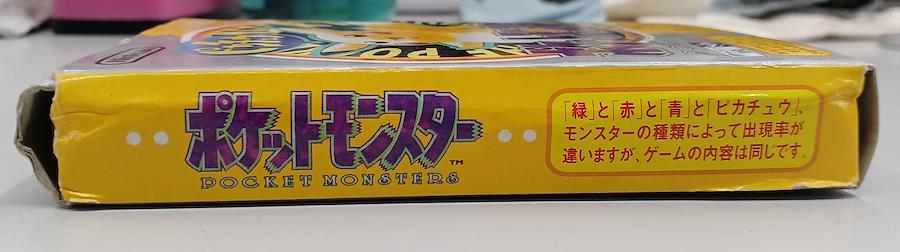 ポケットモンスター
TM
POCKET MONSTERS
「緑」と「赤」と「青」と「ピカチュウ」、
モンスターの種類によって出現率が
違いますが、ゲームの内容は同じです。